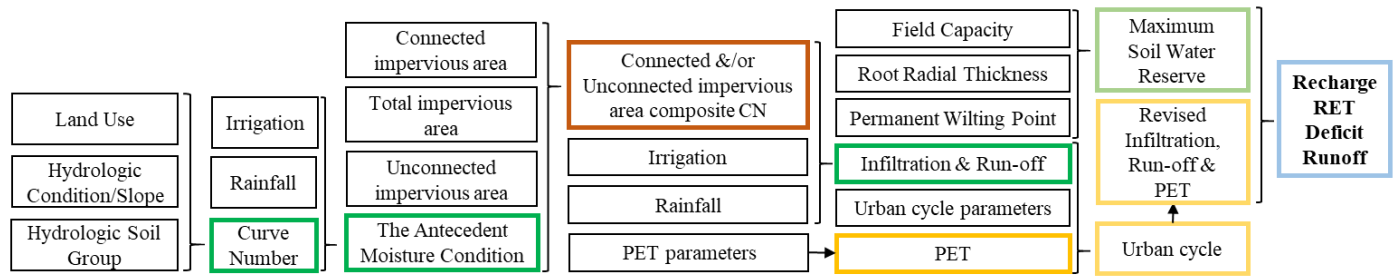 Land Use
Hydrologic
Condition/Slope
Hydrologic Soil
Group
Irrigation
Rainfall
Curve
Number
Connected
impervious area
Total impervious
area
Unconnected
impervious area
The Antecedent
Moisture Condition
Connected &/or
Unconnected impervious
area composite CN
Irrigation
Rainfall
PET parameters
Field Capacity
Root Radial Thickness
Permanent Wilting Point
Infiltration & Run-off
Urban cycle parameters
PET
Maximum
Soil Water
Reserve
Revised
Infiltration,
Run-off &
PET
Urban cycle
Recharge
RET
Deficit
Runoff